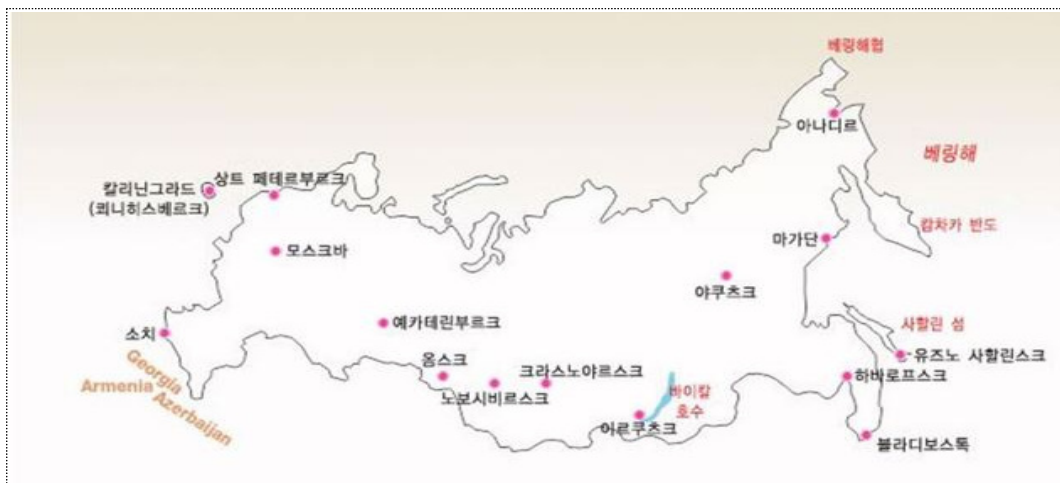 베링해협
아나디르
베링해
상트 페테르부르크
칼리닌그라드
(쾨니히스베르크)
캄차카 반도
마가단
모스크바
야쿠츠크
사할린 섬
예카테린부르크
소치
유즈노 사할린스크
옴스크
크라스노야르스크
하바로프스크
Georgia
Armenia
Azerbaijan
노보시비르스크
바이칼
호수
이르쿠츠크
블라디보스톡